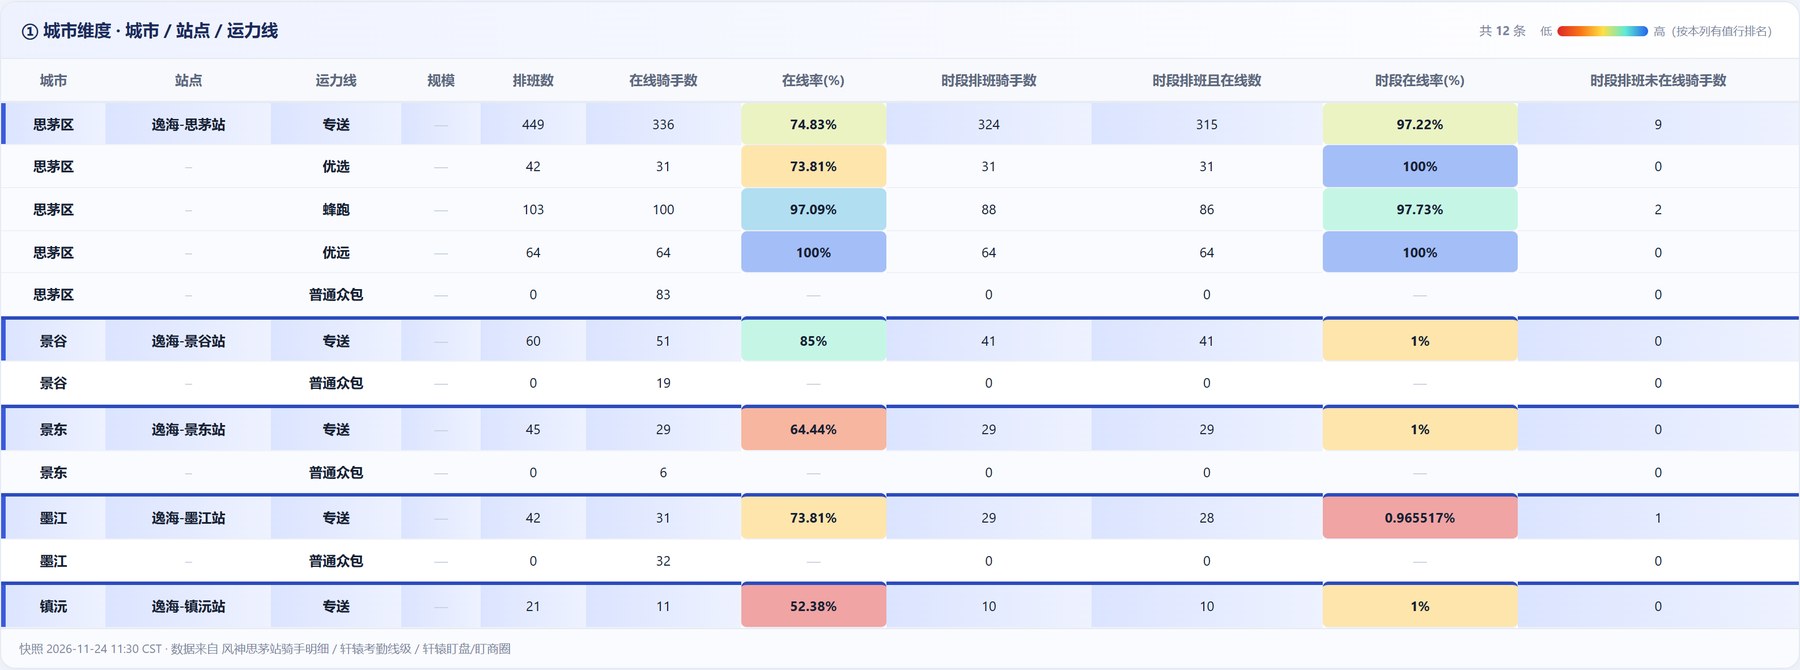 ① 城市维度 · 城市 / 站点 / 运力线
共 12 条 低 高 (按本列有值行排名)
城市 站点 运力线 规模 排班数 在线骑手数 在线率(%) 时段排班骑手数 时段排班且在线数 时段在线率(%) 时段排班未在线骑手数
思茅区 逸海-思茅站 专送 — 449 336 74.83% 324 315 97.22% 9
思茅区 – 优选 — 42 31 73.81% 31 31 100% 0
思茅区 – 蜂跑 — 103 100 97.09% 88 86 97.73% 2
思茅区 – 优远 — 64 64 100% 64 64 100% 0
思茅区 – 普通众包 — 0 83 — 0 0 — 0
景谷 逸海-景谷站 专送 — 60 51 85% 41 41 1% 0
景谷 – 普通众包 — 0 19 — 0 0 — 0
景东 逸海-景东站 专送 — 45 29 64.44% 29 29 1% 0
景东 – 普通众包 — 0 6 — 0 0 — 0
墨江 逸海-墨江站 专送 — 42 31 73.81% 29 28 0.965517% 1
墨江 – 普通众包 — 0 32 — 0 0 — 0
镇沅 逸海-镇沅站 专送 — 21 11 52.38% 10 10 1% 0
快照 2026-11-24 11:30 CST · 数据来自 风神思茅站骑手明细 / 轩辕考勤线级 / 轩辕盯盘/盯商圈